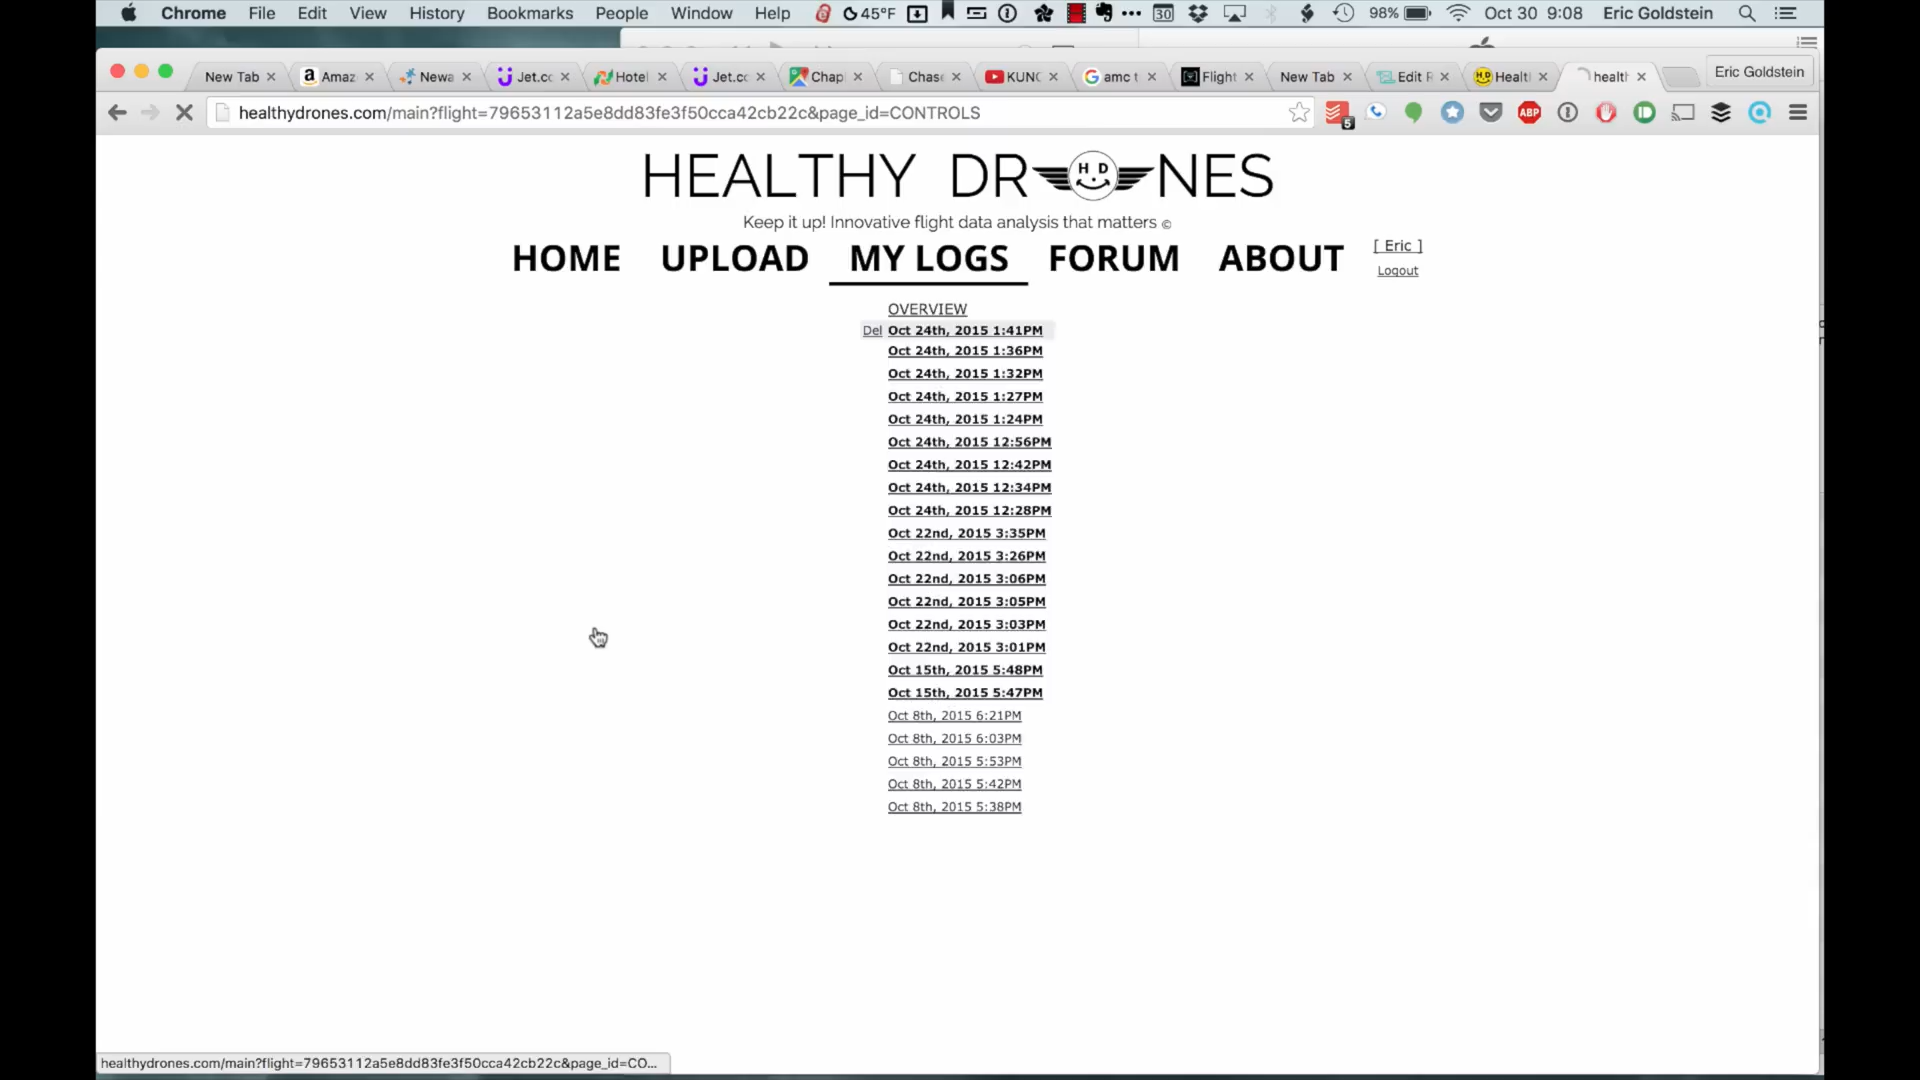 Chrome File Edit View History Bookmarks People Window Help 45°F 30 98% Oct 30 9:08 Eric Goldstein
New Tab Amaz Newa Jet.cc Hotel Jet.cc Chap Chase KUNC amc t Flight New Tab Edit F Healt healt Eric Goldstein
healthydrones.com/main?flight=79653112a5e8dd83fe3f50cca42cb22c&page_id=CONTROLS 5 ABP
HEALTHY DR H D NES
Keep it up! Innovative flight data analysis that matters ©
HOME UPLOAD MY LOGS FORUM ABOUT [ Eric ]
Logout
OVERVIEW
Del Oct 24th, 2015 1:41PM
Oct 24th, 2015 1:36PM
Oct 24th, 2015 1:32PM
Oct 24th, 2015 1:27PM
Oct 24th, 2015 1:24PM
Oct 24th, 2015 12:56PM
Oct 24th, 2015 12:42PM
Oct 24th, 2015 12:34PM
Oct 24th, 2015 12:28PM
Oct 22nd, 2015 3:35PM
Oct 22nd, 2015 3:26PM
Oct 22nd, 2015 3:06PM
Oct 22nd, 2015 3:05PM
Oct 22nd, 2015 3:03PM
Oct 22nd, 2015 3:01PM
Oct 15th, 2015 5:48PM
Oct 15th, 2015 5:47PM
Oct 8th, 2015 6:21PM
Oct 8th, 2015 6:03PM
Oct 8th, 2015 5:53PM
Oct 8th, 2015 5:42PM
Oct 8th, 2015 5:38PM
healthydrones.com/main?flight=79653112a5e8dd83fe3f50cca42cb22c&page_id=CO...